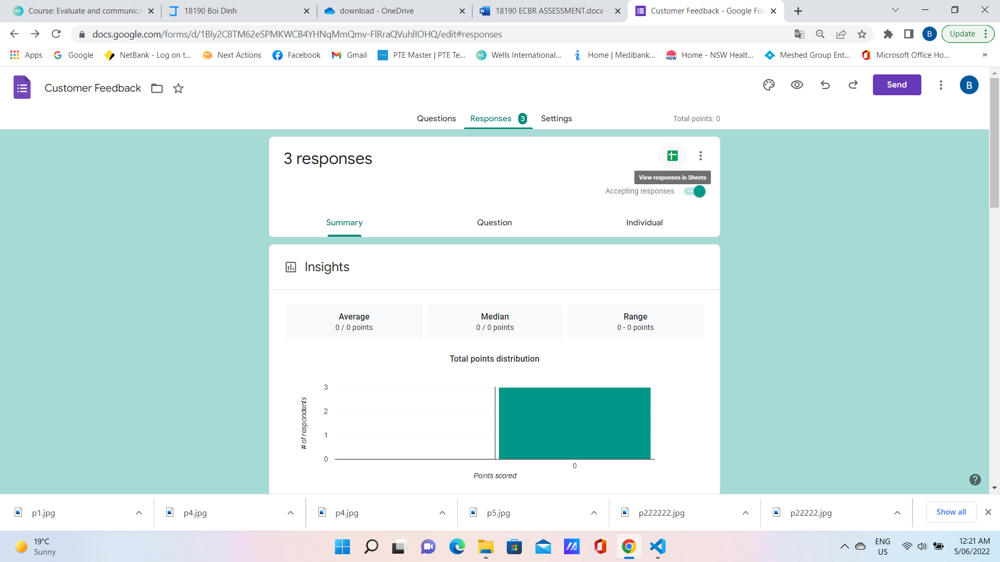 Course: Evaluate and communica
18190 Boi Dinh
download - OneDrive
18190 ECBR ASSESSMENT.docx -
Customer Feedback - Google For
docs.google.com/forms/d/1Bly2C8TM62eSPMKWCB4YHNqMmQmv-FlRraQVuhlIOHQ/edit#responses
B
Update
Apps
Google
NetBank - Log on t...
Next Actions
Facebook
Gmail
PTE Master | PTE Te...
Wells International...
Home | Medibank...
Home - NSW Healt...
Meshed Group Ent...
Microsoft Office Ho...
»
Customer Feedback
Send
B
Questions
Responses 3
Settings
Total points: 0
3 responses
View responses in Sheets
Accepting responses
Summary
Question
Individual
Insights
Average
0 / 0 points
Median
0 / 0 points
Range
0 - 0 points
Total points distribution
# of respondents
3
2
1
0
0
Points scored
p1.jpg
p4.jpg
p4.jpg
p5.jpg
p222222.jpg
p22222.jpg
Show all
19°C
Sunny
ENG
US
12:21 AM
5/06/2022